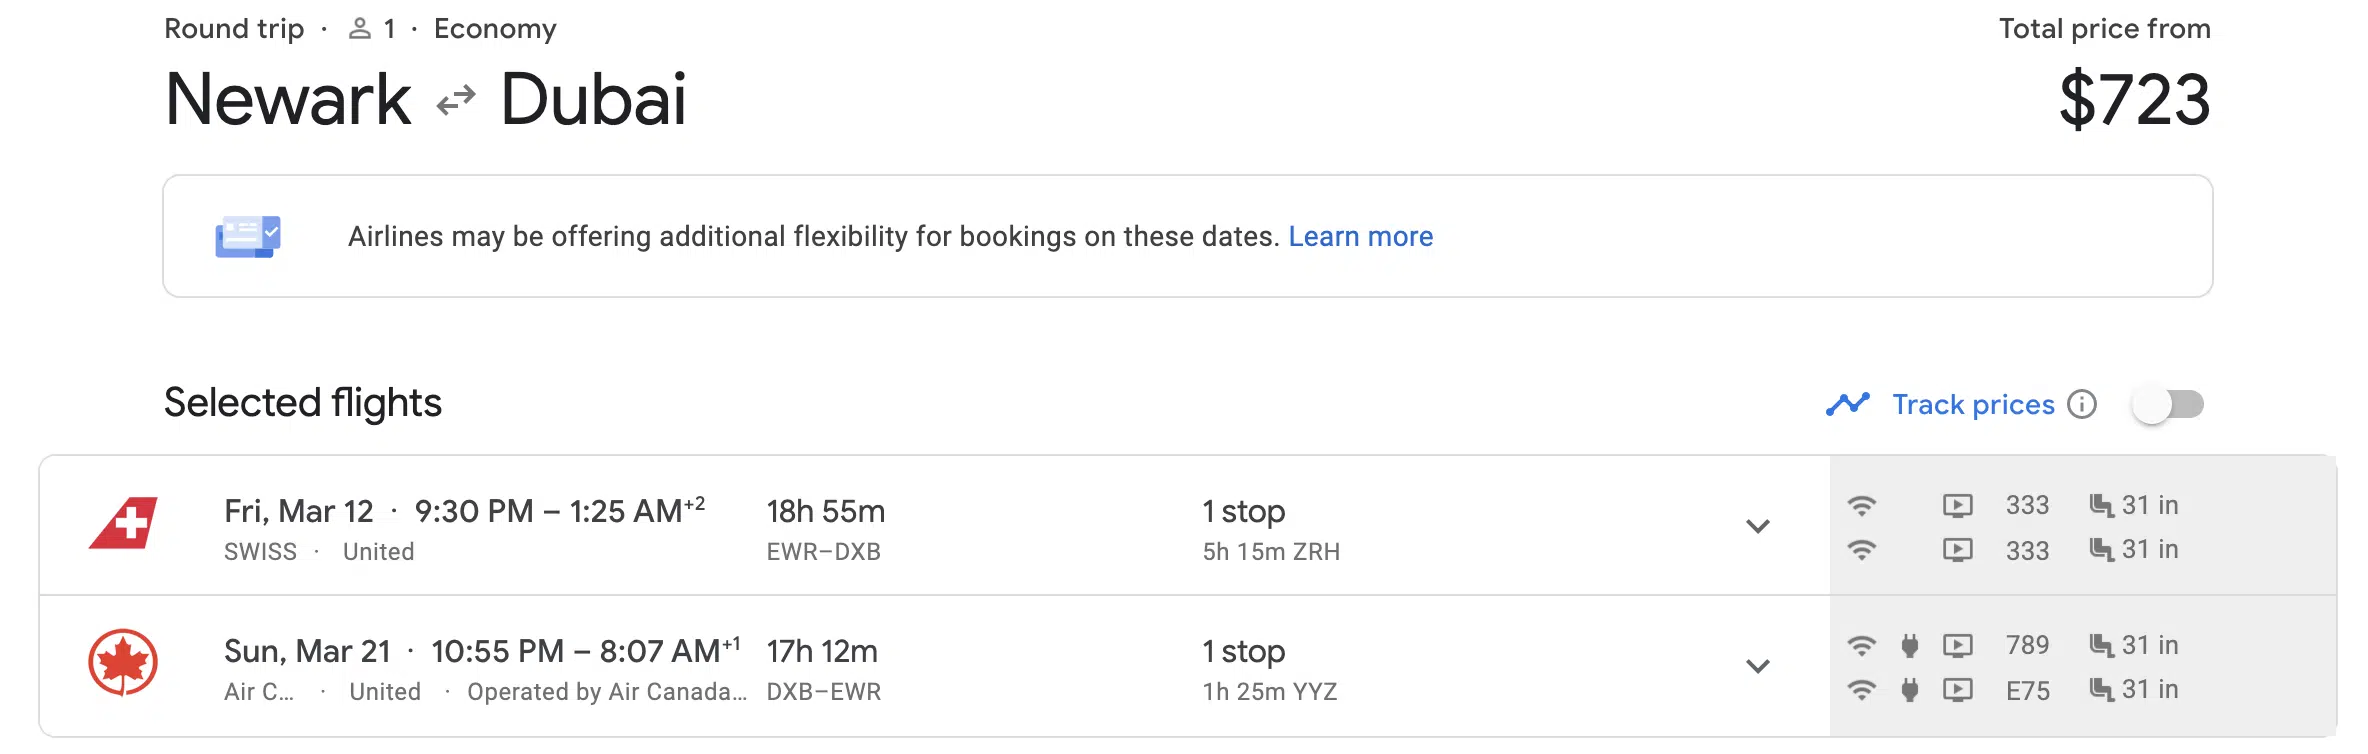 Round trip · 1 · Economy
Total price from
Newark Dubai
$723
Airlines may be offering additional flexibility for bookings on these dates. Learn more
Selected flights
Track prices
Fri, Mar 12 · 9:30 PM – 1:25 AM+2 18h 55m 1 stop
SWISS · United EWR–DXB 5h 15m ZRH
333 31 in
333 31 in
Sun, Mar 21 · 10:55 PM – 8:07 AM+1 17h 12m 1 stop
Air C... · United · Operated by Air Canada... DXB–EWR 1h 25m YYZ
789 31 in
E75 31 in